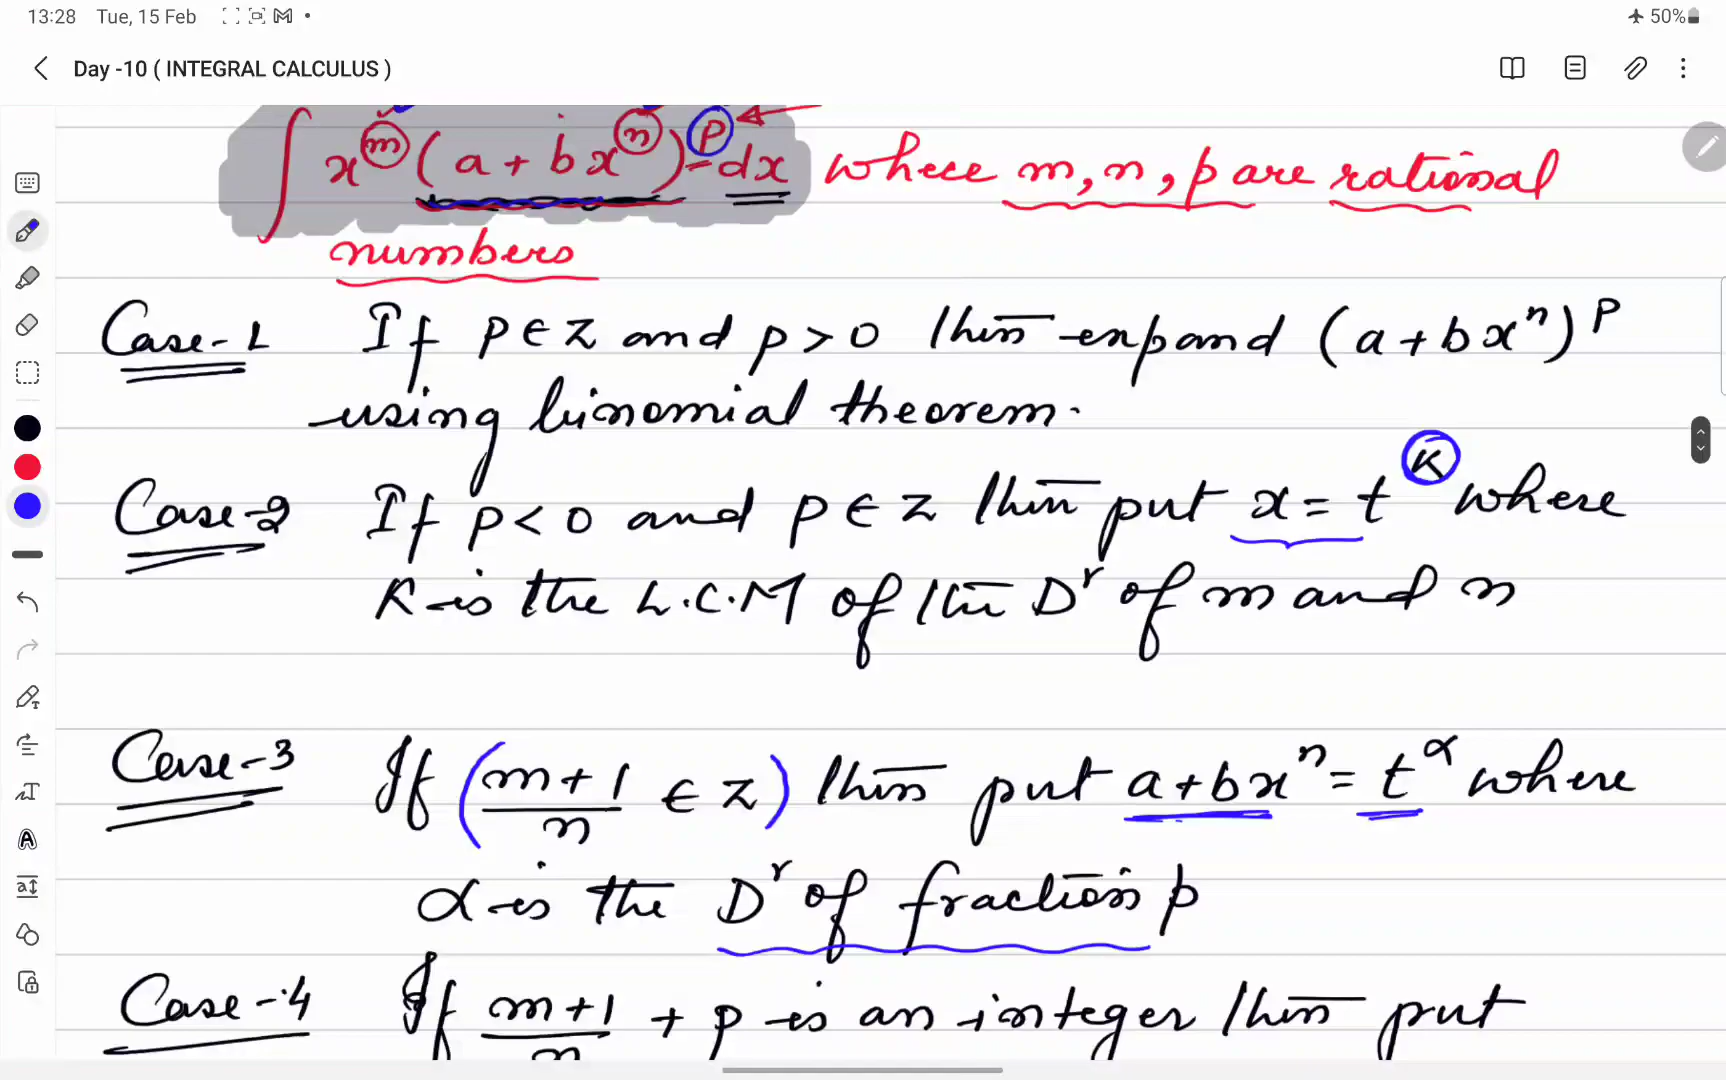 13:28 Tue, 15 Feb 50%
Day -10 ( INTEGRAL CALCULUS )
∫ x^m (a + bx^n)^p dx where m, n, p are rational
numbers
Case-1 If p ∈ Z and p > 0 then expand (a + bx^n)^p
using binomial theorem.
Case-2 If p < 0 and p ∈ Z then put x = t^K where
K is the L.C.M of the D^r of m and n
Case-3 If (m+1/n ∈ Z) then put a + bx^n = t^α where
α is the D^r of fraction p
Case-4 If m+1/n + p is an integer then put